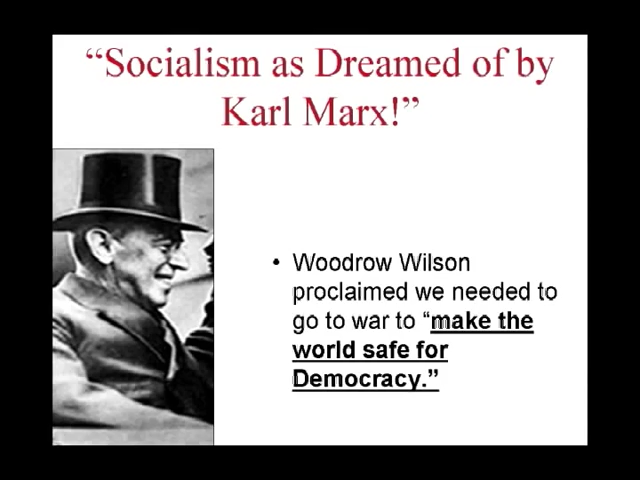 “Socialism as Dreamed of by
Karl Marx!”
• Woodrow Wilson
proclaimed we needed to
go to war to “make the
world safe for
Democracy.”